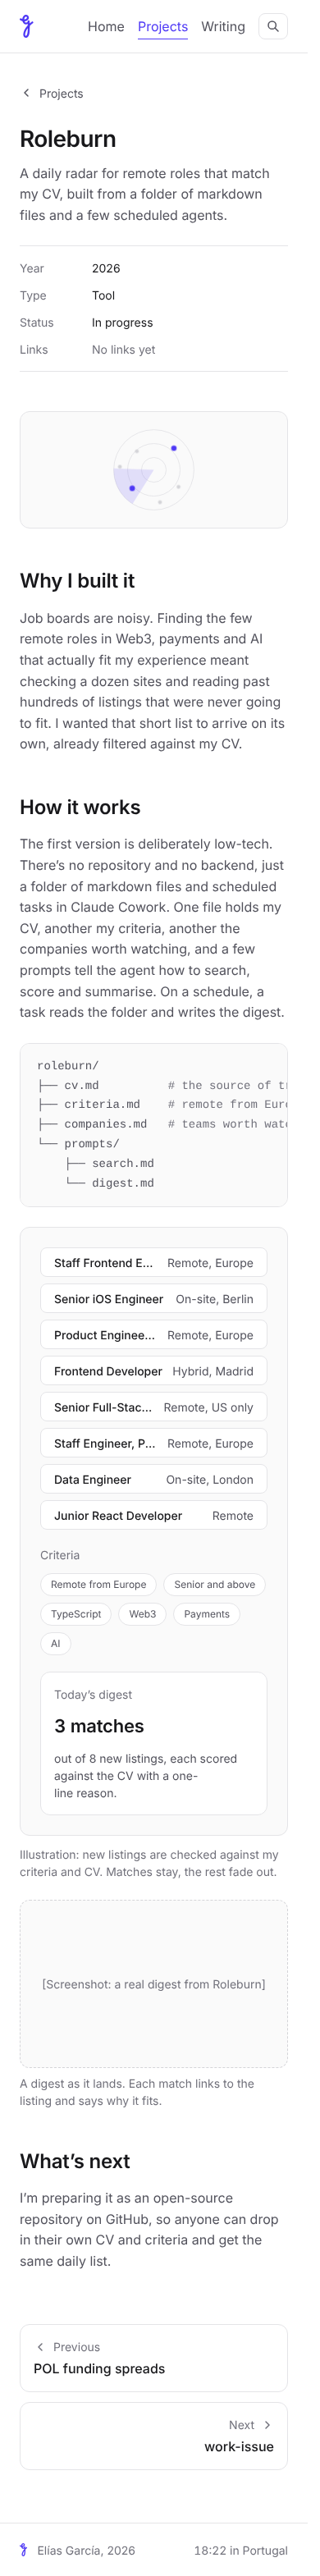 Home Projects Writing
Projects
Roleburn
A daily radar for remote roles that match
my CV, built from a folder of markdown
files and a few scheduled agents.
Year 2026
Type Tool
Status In progress
Links No links yet
Why I built it
Job boards are noisy. Finding the few
remote roles in Web3, payments and AI
that actually fit my experience meant
checking a dozen sites and reading past
hundreds of listings that were never going
to fit. I wanted that short list to arrive on its
own, already filtered against my CV.
How it works
The first version is deliberately low-tech.
There’s no repository and no backend, just
a folder of markdown files and scheduled
tasks in Claude Cowork. One file holds my
CV, another my criteria, another the
companies worth watching, and a few
prompts tell the agent how to search,
score and summarise. On a schedule, a
task reads the folder and writes the digest.
roleburn/
├── cv.md # the source of tr
├── criteria.md # remote from Euro
├── companies.md # teams worth watc
└── prompts/
├── search.md
└── digest.md
Staff Frontend E... Remote, Europe
Senior iOS Engineer On-site, Berlin
Product Enginee... Remote, Europe
Frontend Developer Hybrid, Madrid
Senior Full-Stac... Remote, US only
Staff Engineer, P... Remote, Europe
Data Engineer On-site, London
Junior React Developer Remote
Criteria
Remote from Europe Senior and above
TypeScript Web3 Payments
AI
Today’s digest
3 matches
out of 8 new listings, each scored
against the CV with a one-
line reason.
Illustration: new listings are checked against my
criteria and CV. Matches stay, the rest fade out.
[Screenshot: a real digest from Roleburn]
A digest as it lands. Each match links to the
listing and says why it fits.
What’s next
I’m preparing it as an open-source
repository on GitHub, so anyone can drop
in their own CV and criteria and get the
same daily list.
Previous
POL funding spreads
Next
work-issue
Elías García, 2026 18:22 in Portugal